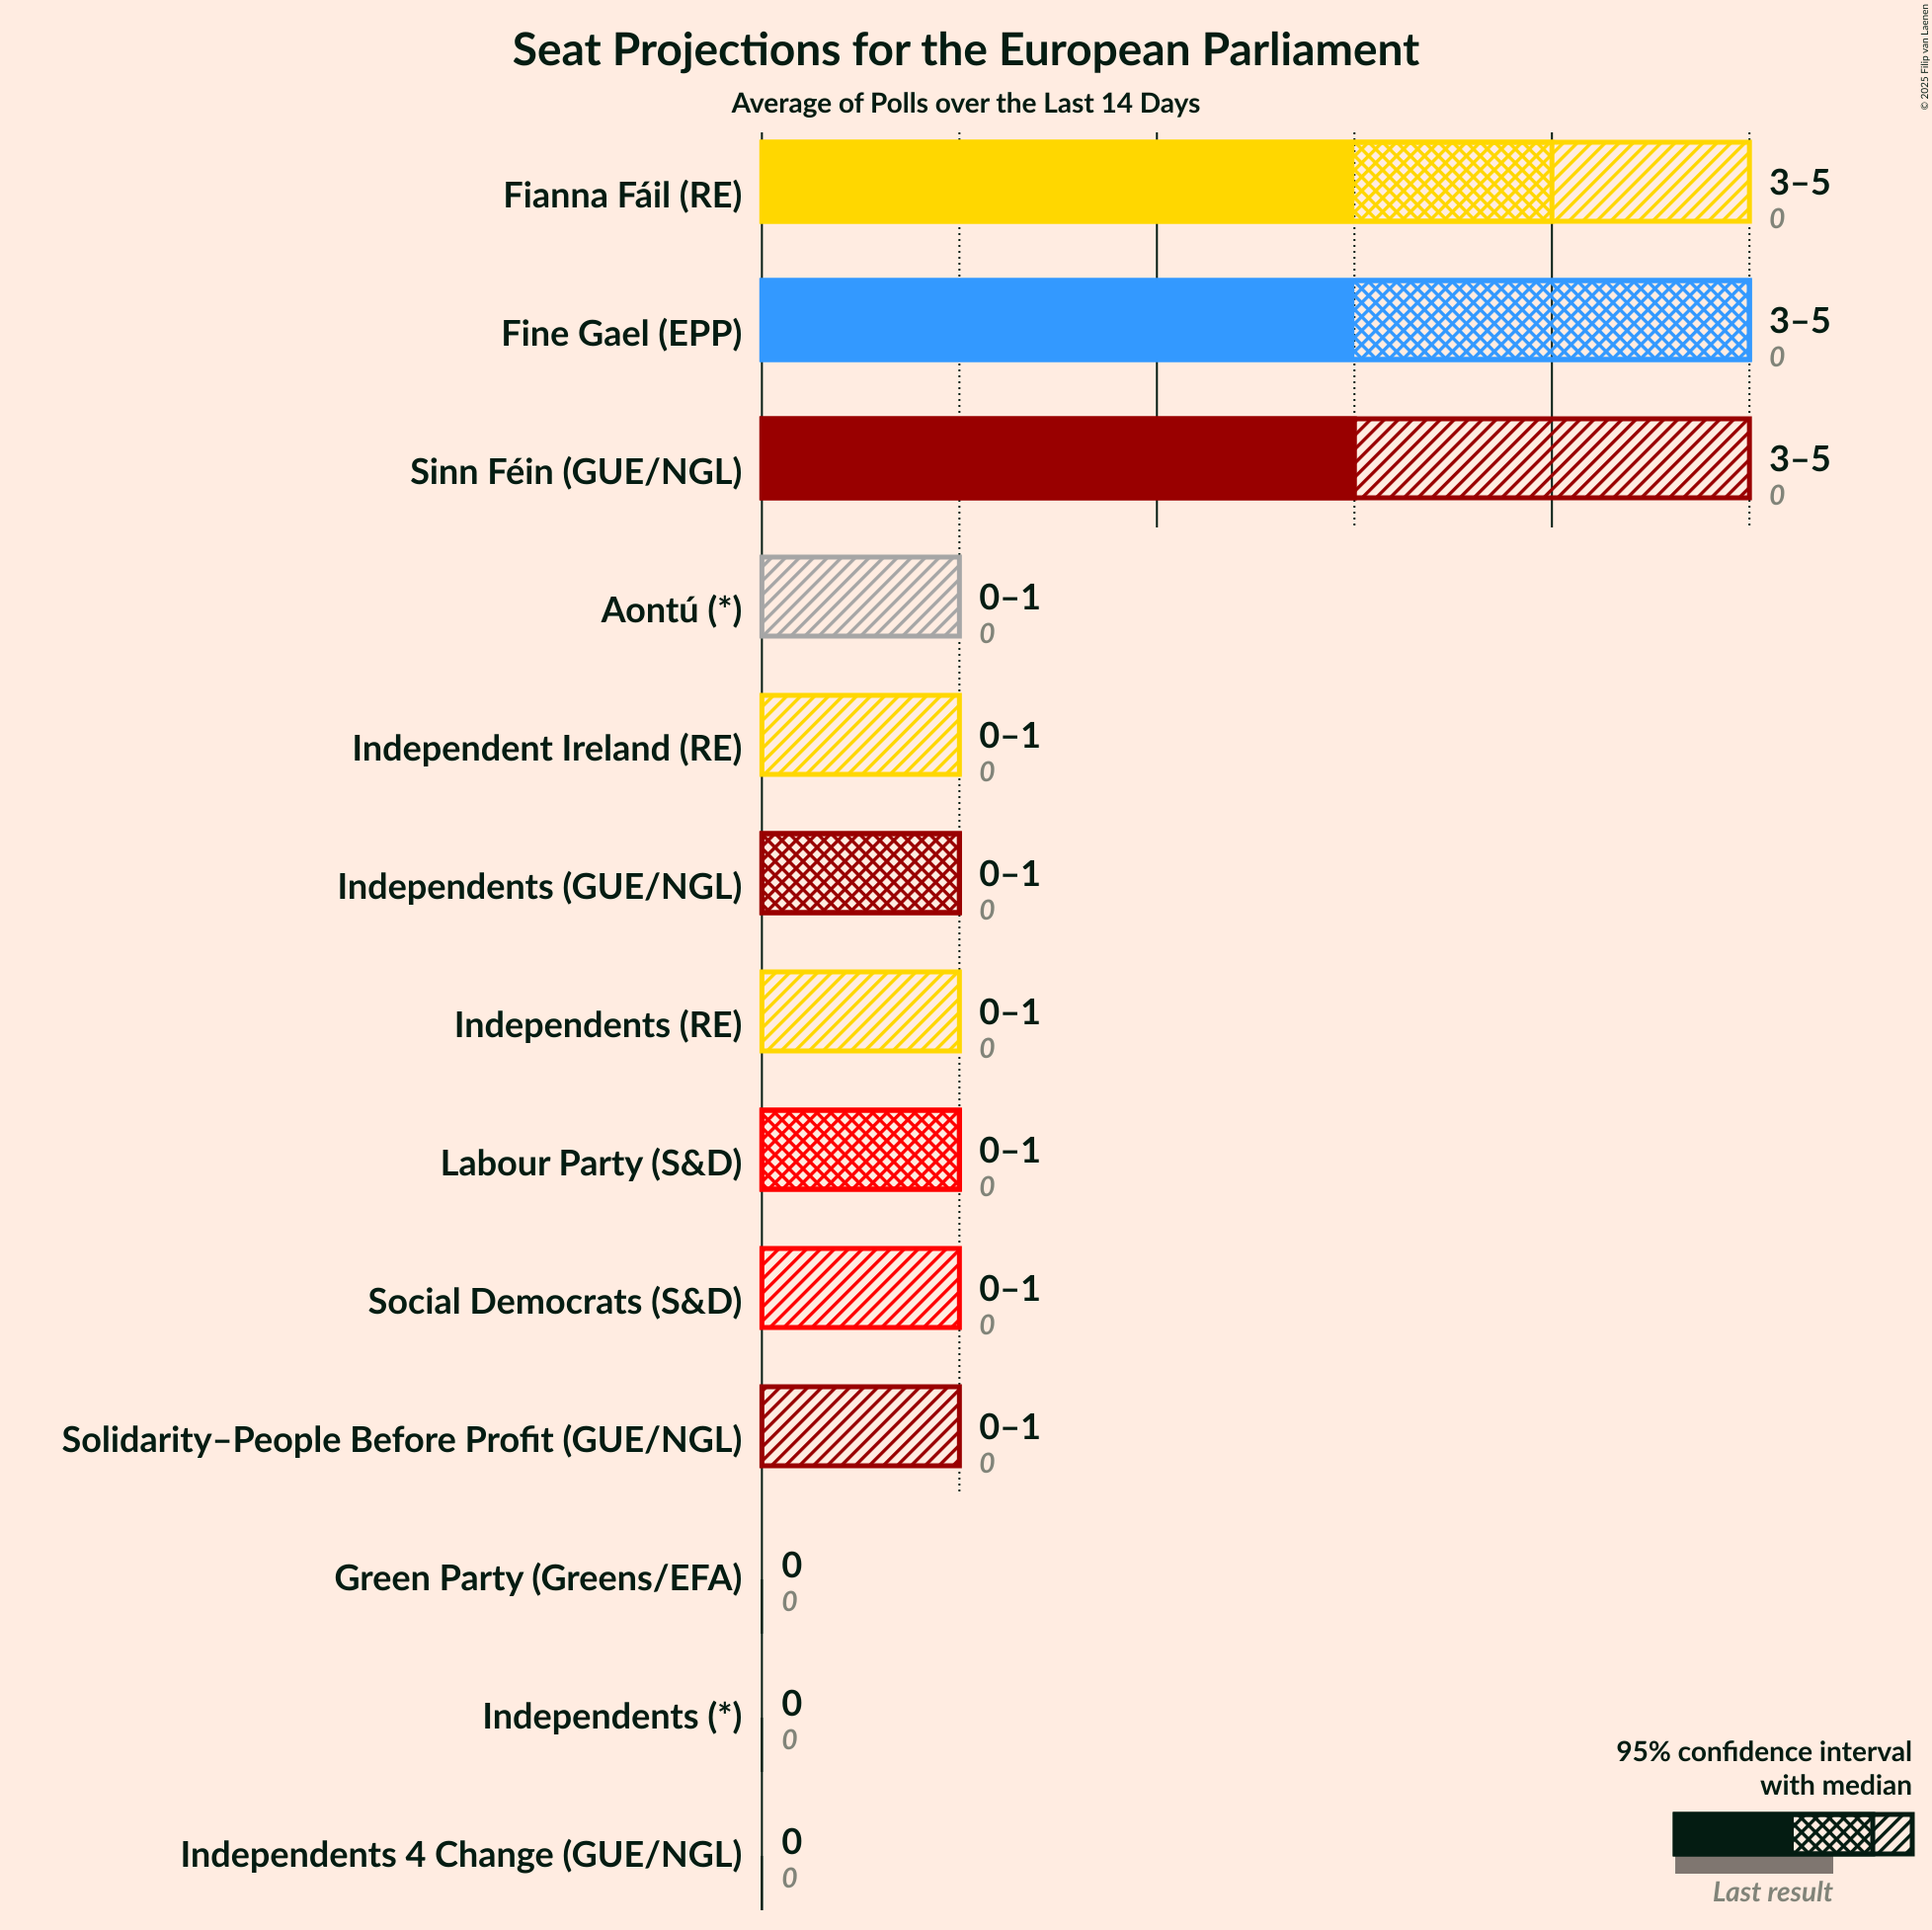 Seat Projections for the European Parliament
Average of Polls over the Last 14 Days
© 2025 Filip van Laenen
Fianna Fáil (RE)
3–5
0
Fine Gael (EPP)
3–5
0
Sinn Féin (GUE/NGL)
3–5
0
Aontú (*)
0–1
0
Independent Ireland (RE)
0–1
0
Independents (GUE/NGL)
0–1
0
Independents (RE)
0–1
0
Labour Party (S&D)
0–1
0
Social Democrats (S&D)
0–1
0
Solidarity–People Before Profit (GUE/NGL)
0–1
0
Green Party (Greens/EFA)
0
0
Independents (*)
0
0
Independents 4 Change (GUE/NGL)
0
0
95% confidence interval
with median
Last result